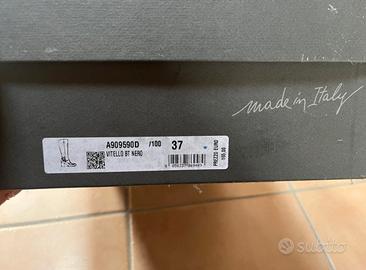 made in Italy
A909590D /100 37
VITELLO BT NERO
PREZZO EURO
subito